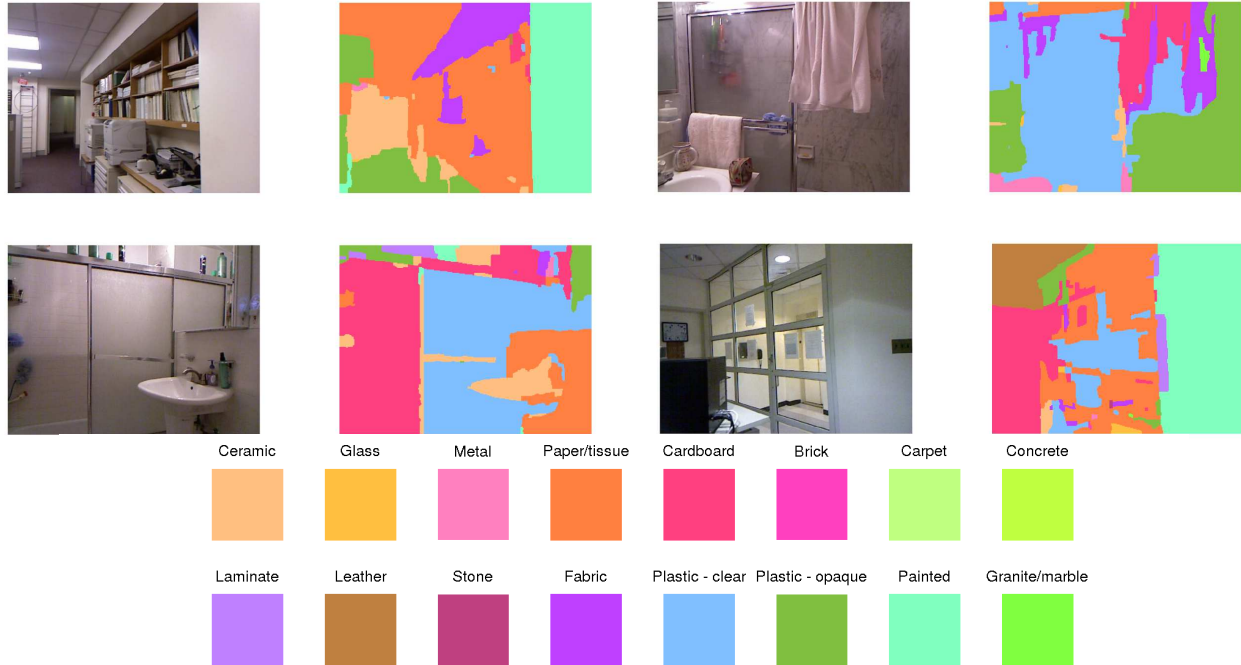 Ceramic Glass Metal Paper/tissue Cardboard Brick Carpet Concrete
Laminate Leather Stone Fabric Plastic - clear Plastic - opaque Painted Granite/marble